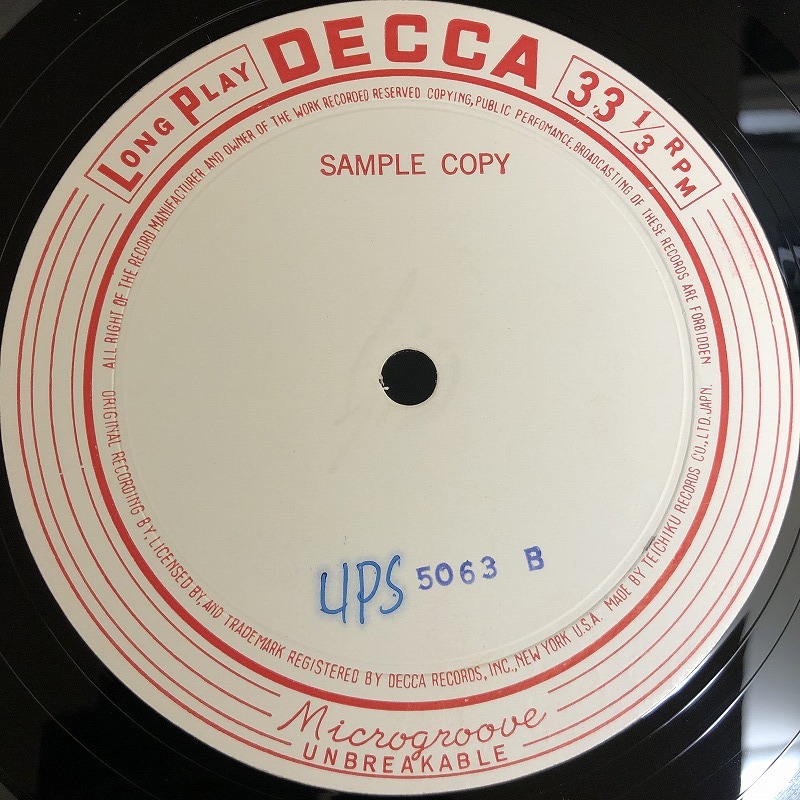 LONG PLAY
DECCA
33 1/3 RPM
ALL RIGHT OF THE RECORD MANUFACTURER AND OWNER OF THE WORK RECORDED RESERVED COPYING, PUBLIC PERFOMANCE, BROADCASTING OF THESE RECORDS ARE FORBIDDEN
SAMPLE COPY
UPS 5063 B
ORIGINAL RECORDING BY, LICENSED BY, AND TRADEMARK REGISTERED BY DECCA RECORDS, INC., NEW YORK U.S.A. MADE BY TEICHIKU RECORDS CO., LTD. JAPN.
Microgroove
UNBREAKABLE